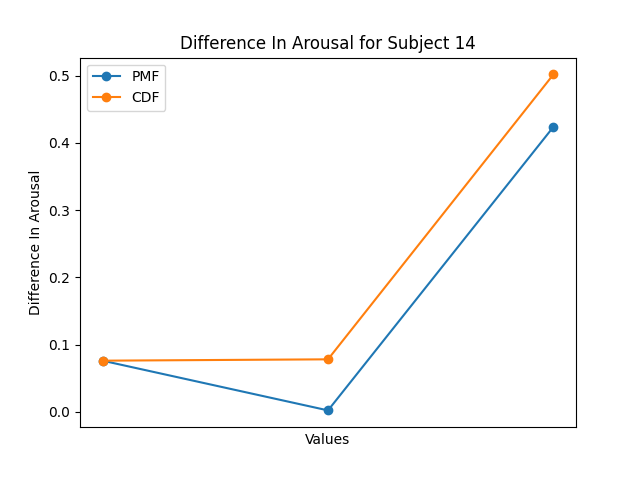 Difference In Arousal for Subject 14
PMF
CDF
0.5
0.4
0.3
0.2
0.1
0.0
Difference In Arousal
Values